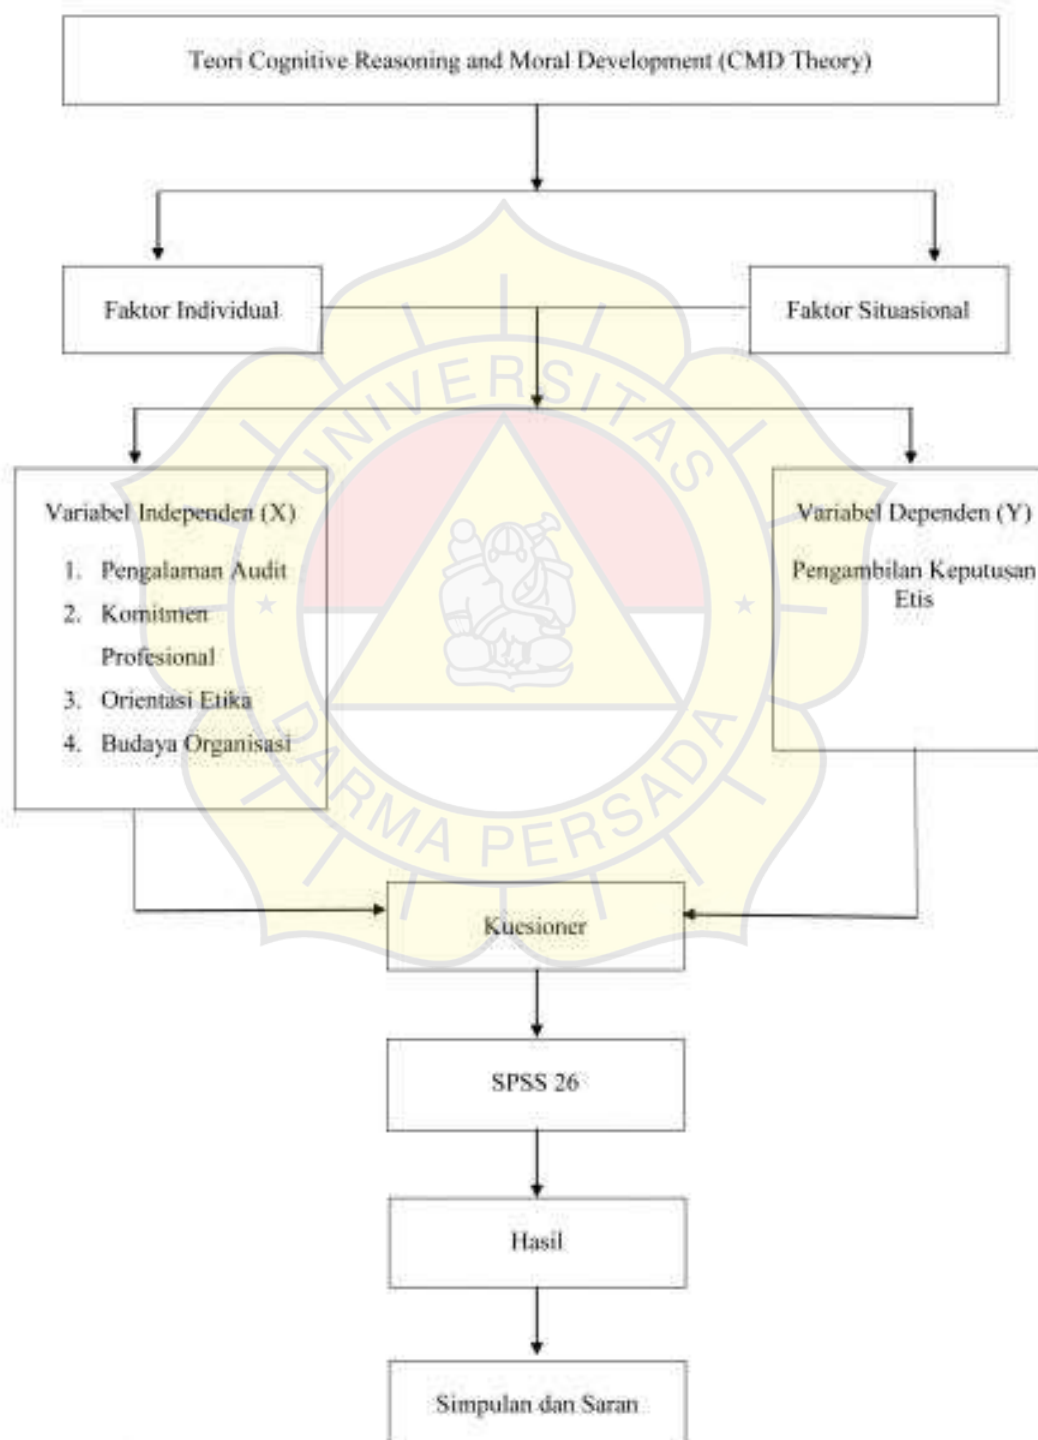 Teori Cognitive Reasoning and Moral Development (CMD Theory)
Faktor Individual
Faktor Situasional
UNIVERSITAS
DARMA PERSADA
Variabel Independen (X)
1. Pengalaman Audit
2. Komitmen
Profesional
3. Orientasi Etika
4. Budaya Organisasi
Variabel Dependen (Y)
Pengambilan Keputusan
Etis
Kuesioner
SPSS 26
Hasil
Simpulan dan Saran